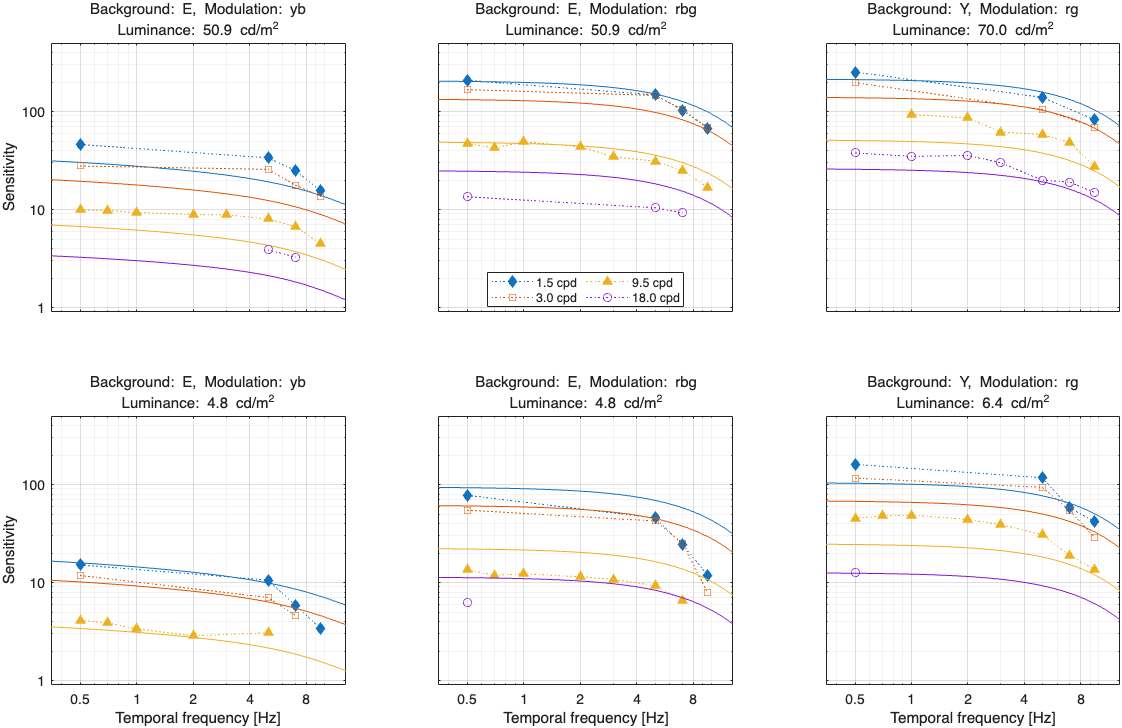 Background: E, Modulation: yb
Luminance: 50.9 cd/m²
Background: E, Modulation: rbg
Luminance: 50.9 cd/m²
Background: Y, Modulation: rg
Luminance: 70.0 cd/m²
Sensitivity
100
10
1
1.5 cpd
9.5 cpd
3.0 cpd
18.0 cpd
Background: E, Modulation: yb
Luminance: 4.8 cd/m²
Background: E, Modulation: rbg
Luminance: 4.8 cd/m²
Background: Y, Modulation: rg
Luminance: 6.4 cd/m²
Sensitivity
100
10
1
0.5 1 2 4 8
0.5 1 2 4 8
0.5 1 2 4 8
Temporal frequency [Hz]
Temporal frequency [Hz]
Temporal frequency [Hz]